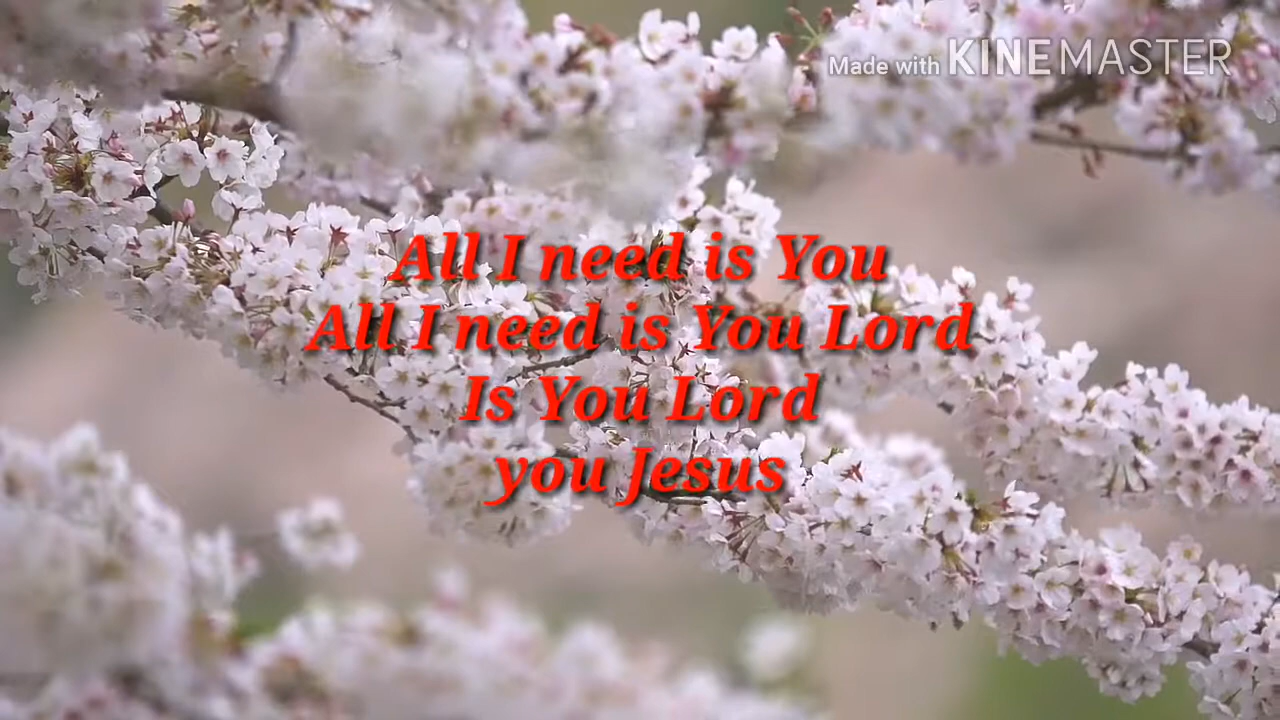 Made with KINEMASTER
All I need is You
All I need is You Lord
Is You Lord
you Jesus